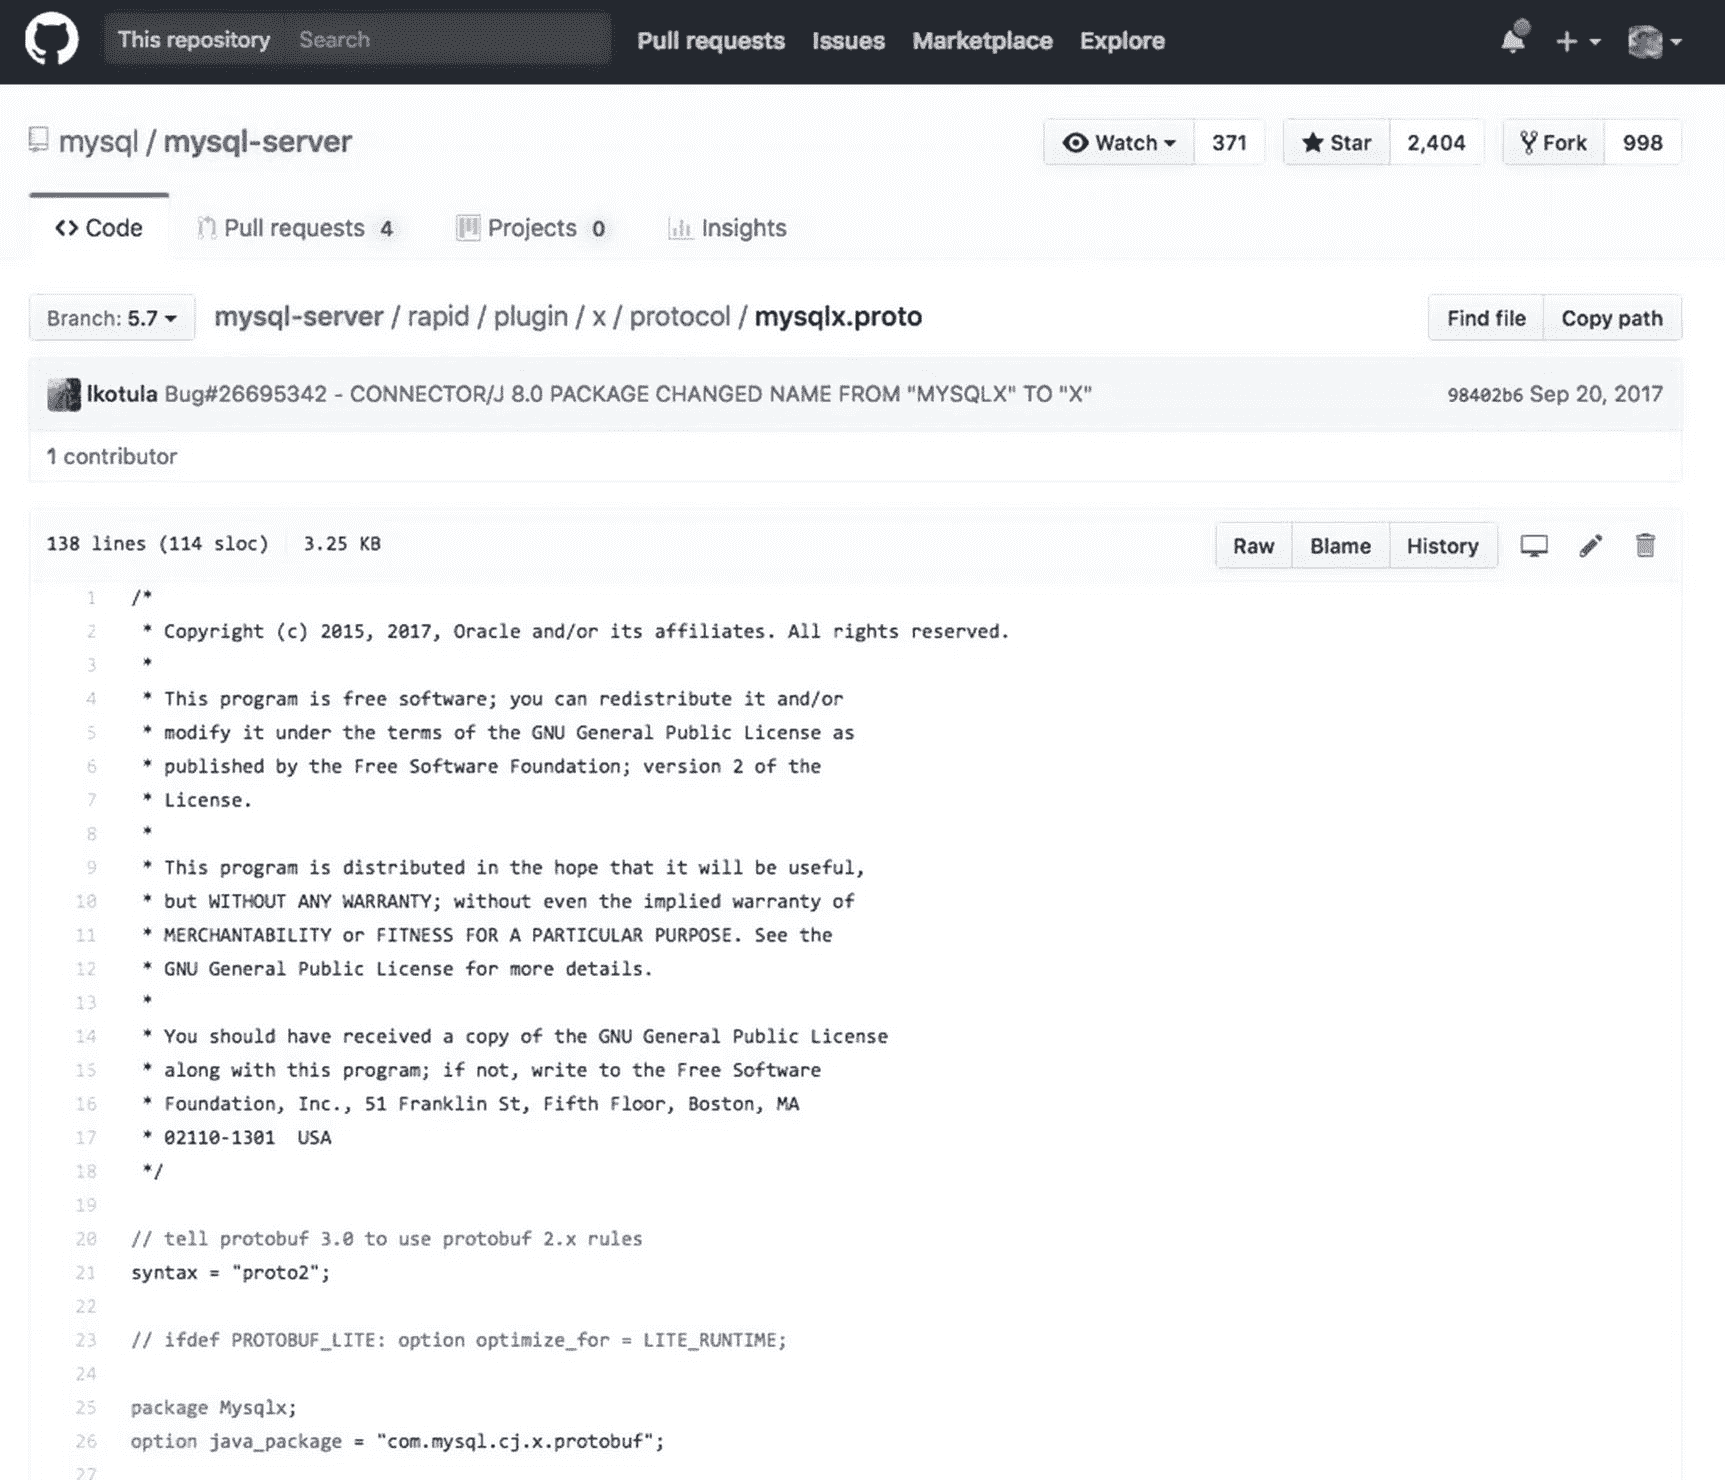 This repository Search Pull requests Issues Marketplace Explore
mysql / mysql-server Watch 371 Star 2,404 Fork 998
Code Pull requests 4 Projects 0 Insights
Branch: 5.7 mysql-server / rapid / plugin / x / protocol / mysqlx.proto Find file Copy path
lkotula Bug#26695342 - CONNECTOR/J 8.0 PACKAGE CHANGED NAME FROM "MYSQLX" TO "X" 98402b6 Sep 20, 2017
1 contributor
138 lines (114 sloc) 3.25 KB Raw Blame History
1 /*
2 * Copyright (c) 2015, 2017, Oracle and/or its affiliates. All rights reserved.
3 *
4 * This program is free software; you can redistribute it and/or
5 * modify it under the terms of the GNU General Public License as
6 * published by the Free Software Foundation; version 2 of the
7 * License.
8 *
9 * This program is distributed in the hope that it will be useful,
10 * but WITHOUT ANY WARRANTY; without even the implied warranty of
11 * MERCHANTABILITY or FITNESS FOR A PARTICULAR PURPOSE. See the
12 * GNU General Public License for more details.
13 *
14 * You should have received a copy of the GNU General Public License
15 * along with this program; if not, write to the Free Software
16 * Foundation, Inc., 51 Franklin St, Fifth Floor, Boston, MA
17 * 02110-1301  USA
18 */
19
20 // tell protobuf 3.0 to use protobuf 2.x rules
21 syntax = "proto2";
22
23 // ifdef PROTOBUF_LITE: option optimize_for = LITE_RUNTIME;
24
25 package Mysqlx;
26 option java_package = "com.mysql.cj.x.protobuf";
27